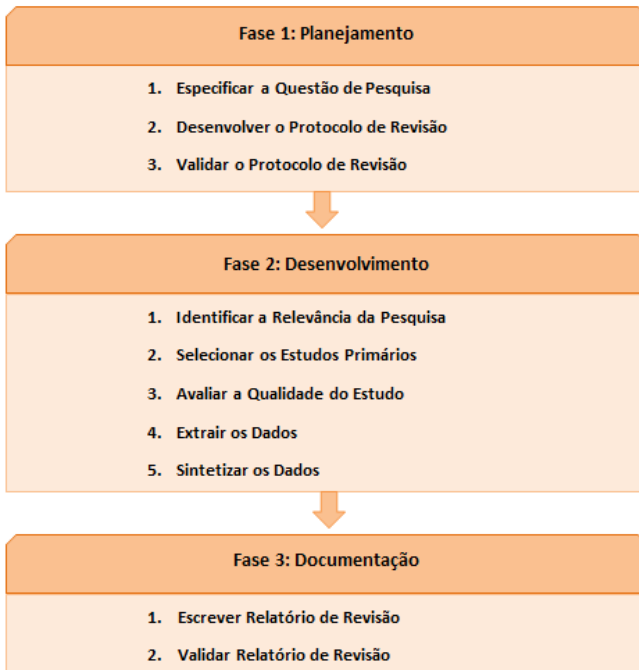 Fase 1: Planejamento
1. Especificar a Questão de Pesquisa
2. Desenvolver o Protocolo de Revisão
3. Validar o Protocolo de Revisão
Fase 2: Desenvolvimento
1. Identificar a Relevância da Pesquisa
2. Selecionar os Estudos Primários
3. Avaliar a Qualidade do Estudo
4. Extrair os Dados
5. Sintetizar os Dados
Fase 3: Documentação
1. Escrever Relatório de Revisão
2. Validar Relatório de Revisão